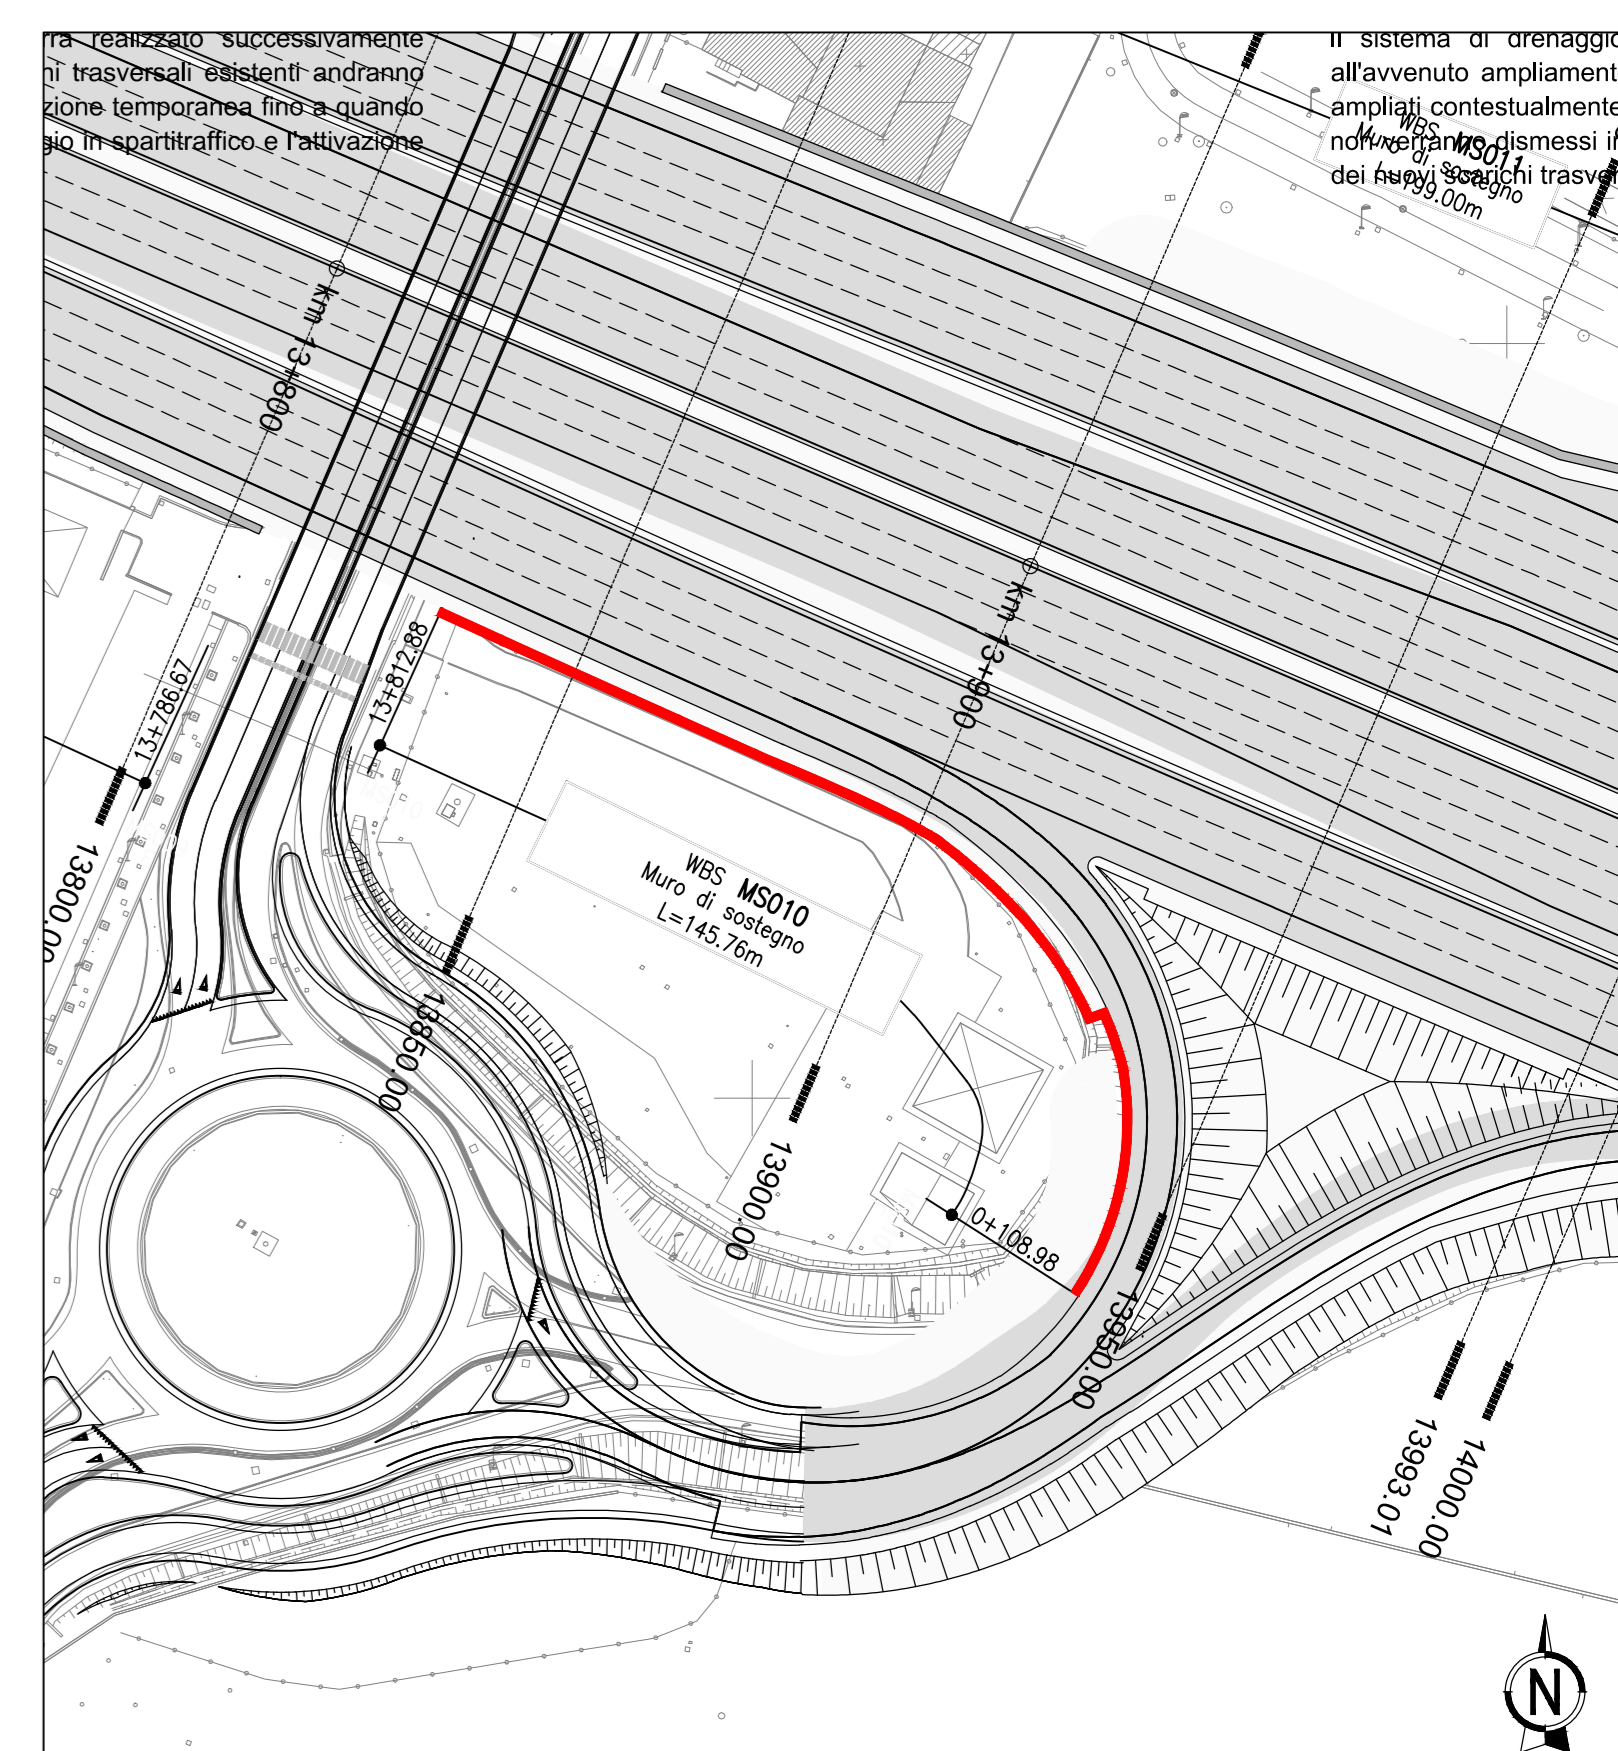 rrà realizzato successivamente
ni trasversali esistenti andranno
zione temporanea fino a quando
gio in spartitraffico e l'attivazione
Il sistema di drenaggio
all'avvenuto ampliament
ampliati contestualmente
non verranno dismessi in
dei nuovi scarichi trasver
WBS MS011
Muro di sostegno
L=199.00m
km 13+800
km 13+900
13+786.67
13+812.88
WBS MS010
Muro di sostegno
L=145.76m
13800.00
13850.00
13900.00
0+108.98
13950.00
13993.01
14000.00
N